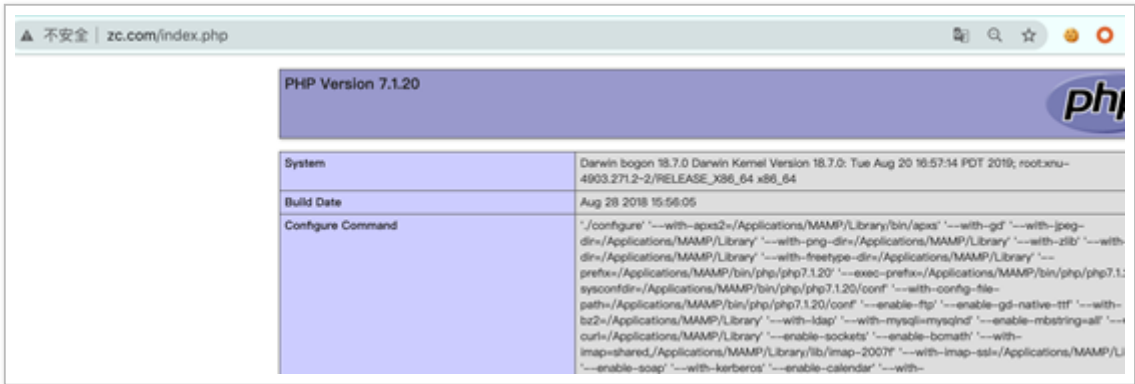 不安全 | zc.com/index.php
PHP Version 7.1.20
php
System
Darwin bogon 18.7.0 Darwin Kernel Version 18.7.0: Tue Aug 20 16:57:14 PDT 2019; root:xnu-
4903.271.2~2/RELEASE_X86_64 x86_64
Build Date
Aug 28 2018 15:56:05
Configure Command
'./configure' '--with-apxs2=/Applications/MAMP/Library/bin/apxs' '--with-gd' '--with-jpeg-
dir=/Applications/MAMP/Library' '--with-png-dir=/Applications/MAMP/Library' '--with-zlib' '--with-
dir=/Applications/MAMP/Library' '--with-freetype-dir=/Applications/MAMP/Library' '--
prefix=/Applications/MAMP/bin/php/php7.1.20' '--exec-prefix=/Applications/MAMP/bin/php/php7.1.
sysconfdir=/Applications/MAMP/bin/php/php7.1.20/conf' '--with-config-file-
path=/Applications/MAMP/bin/php/php7.1.20/conf' '--enable-ftp' '--enable-gd-native-ttf' '--with-
bz2=/Applications/MAMP/Library' '--with-ldap' '--with-mysqli=mysqlnd' '--enable-mbstring=all' '--
curl=/Applications/MAMP/Library' '--enable-sockets' '--enable-bcmath' '--with-
imap=shared,/Applications/MAMP/Library/lib/imap-2007f' '--with-imap-ssl=/Applications/MAMP/Li
'--enable-soap' '--with-kerberos' '--enable-calendar' '--with-